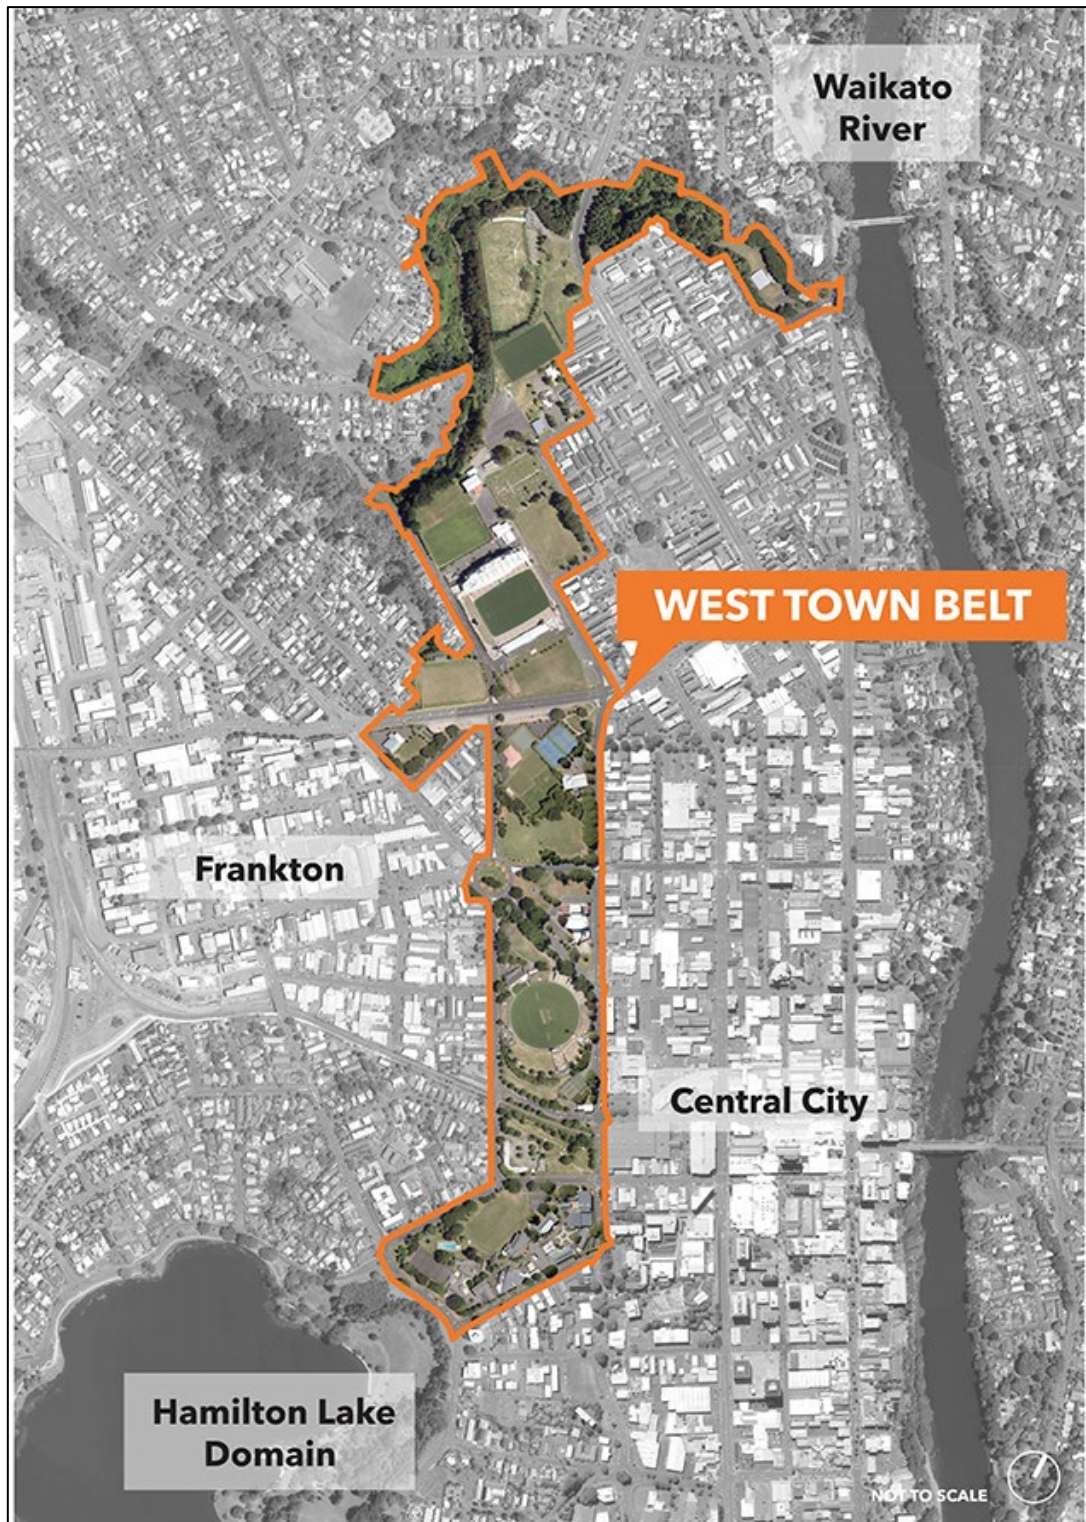 Waikato
River
WEST TOWN BELT
Frankton
Central City
Hamilton Lake
Domain
NOT TO SCALE